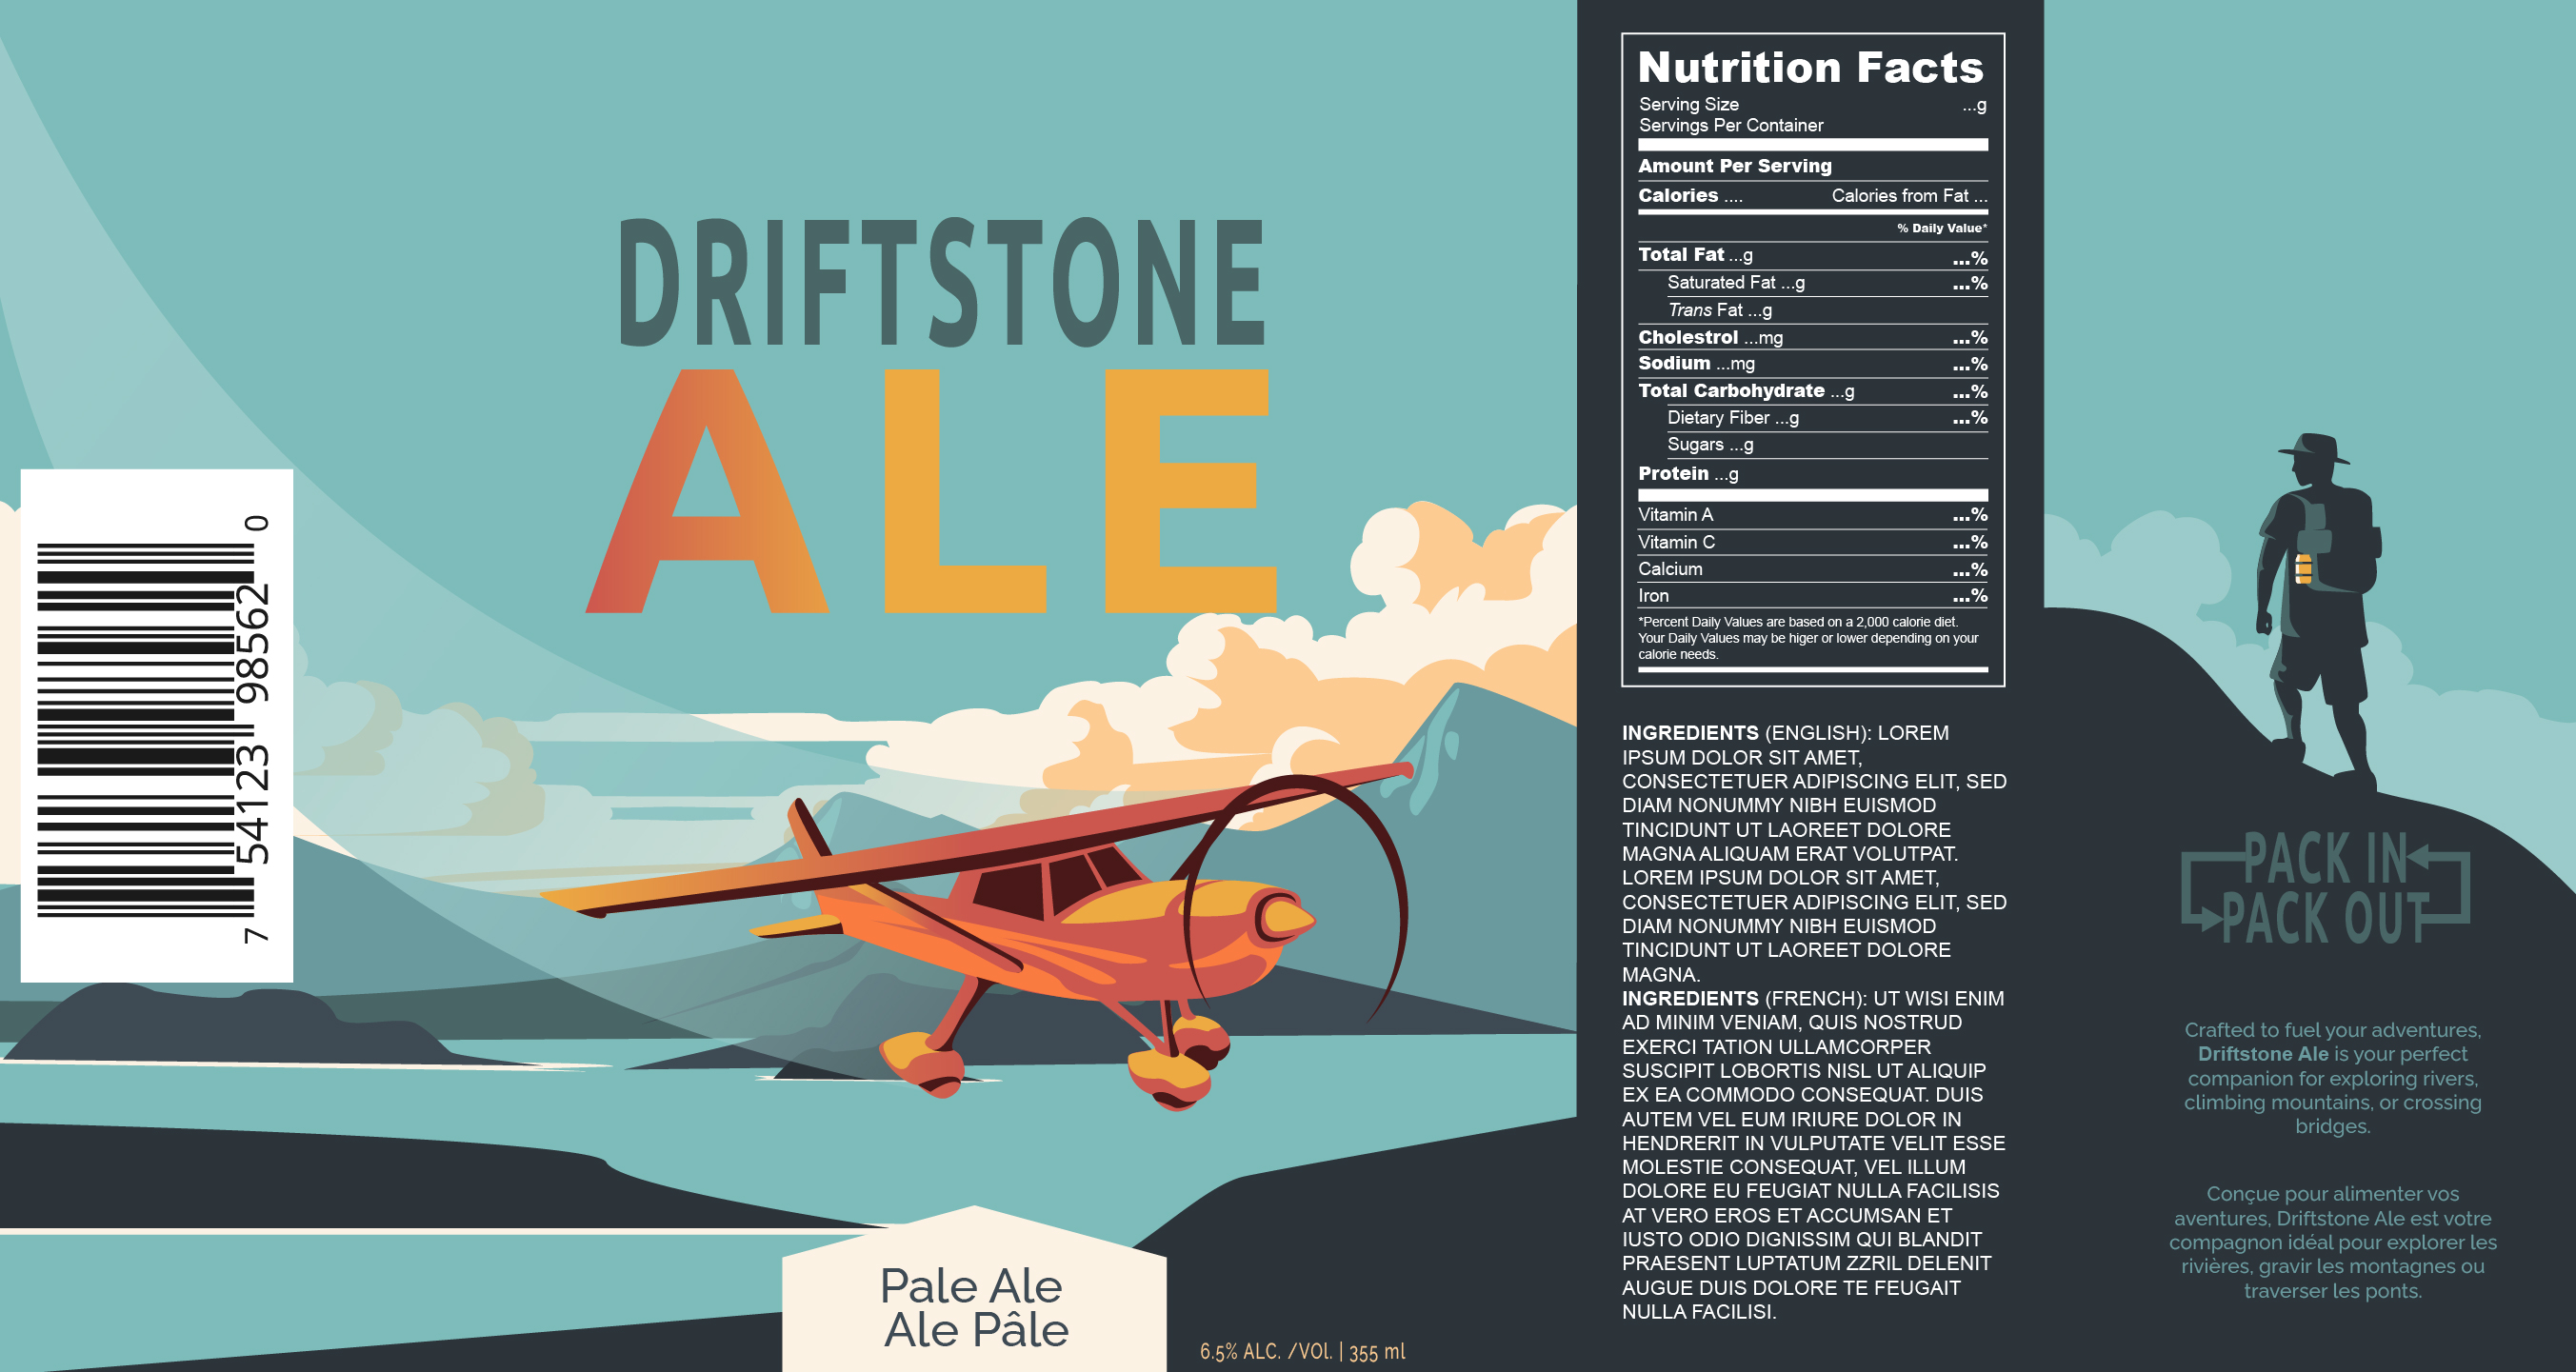 DRIFTSTONE
ALE
7 54123 98562 0
Pale Ale
Ale Pâle
6.5% ALC. /VOl. | 355 ml
Nutrition Facts
Serving Size ...g
Servings Per Container
Amount Per Serving
Calories .... Calories from Fat ...
% Daily Value*
Total Fat ...g ...%
Saturated Fat ...g ...%
Trans Fat ...g
Cholestrol ...mg ...%
Sodium ...mg ...%
Total Carbohydrate ...g ...%
Dietary Fiber ...g ...%
Sugars ...g
Protein ...g
Vitamin A ...%
Vitamin C ...%
Calcium ...%
Iron ...%
*Percent Daily Values are based on a 2,000 calorie diet.
Your Daily Values may be higer or lower depending on your
calorie needs.
INGREDIENTS (ENGLISH): LOREM
IPSUM DOLOR SIT AMET,
CONSECTETUER ADIPISCING ELIT, SED
DIAM NONUMMY NIBH EUISMOD
TINCIDUNT UT LAOREET DOLORE
MAGNA ALIQUAM ERAT VOLUTPAT.
LOREM IPSUM DOLOR SIT AMET,
CONSECTETUER ADIPISCING ELIT, SED
DIAM NONUMMY NIBH EUISMOD
TINCIDUNT UT LAOREET DOLORE
MAGNA.
INGREDIENTS (FRENCH): UT WISI ENIM
AD MINIM VENIAM, QUIS NOSTRUD
EXERCI TATION ULLAMCORPER
SUSCIPIT LOBORTIS NISL UT ALIQUIP
EX EA COMMODO CONSEQUAT. DUIS
AUTEM VEL EUM IRIURE DOLOR IN
HENDRERIT IN VULPUTATE VELIT ESSE
MOLESTIE CONSEQUAT, VEL ILLUM
DOLORE EU FEUGIAT NULLA FACILISIS
AT VERO EROS ET ACCUMSAN ET
IUSTO ODIO DIGNISSIM QUI BLANDIT
PRAESENT LUPTATUM ZZRIL DELENIT
AUGUE DUIS DOLORE TE FEUGAIT
NULLA FACILISI.
PACK IN
PACK OUT
Crafted to fuel your adventures,
Driftstone Ale is your perfect
companion for exploring rivers,
climbing mountains, or crossing
bridges.
Conçue pour alimenter vos
aventures, Driftstone Ale est votre
compagnon idéal pour explorer les
rivières, gravir les montagnes ou
traverser les ponts.